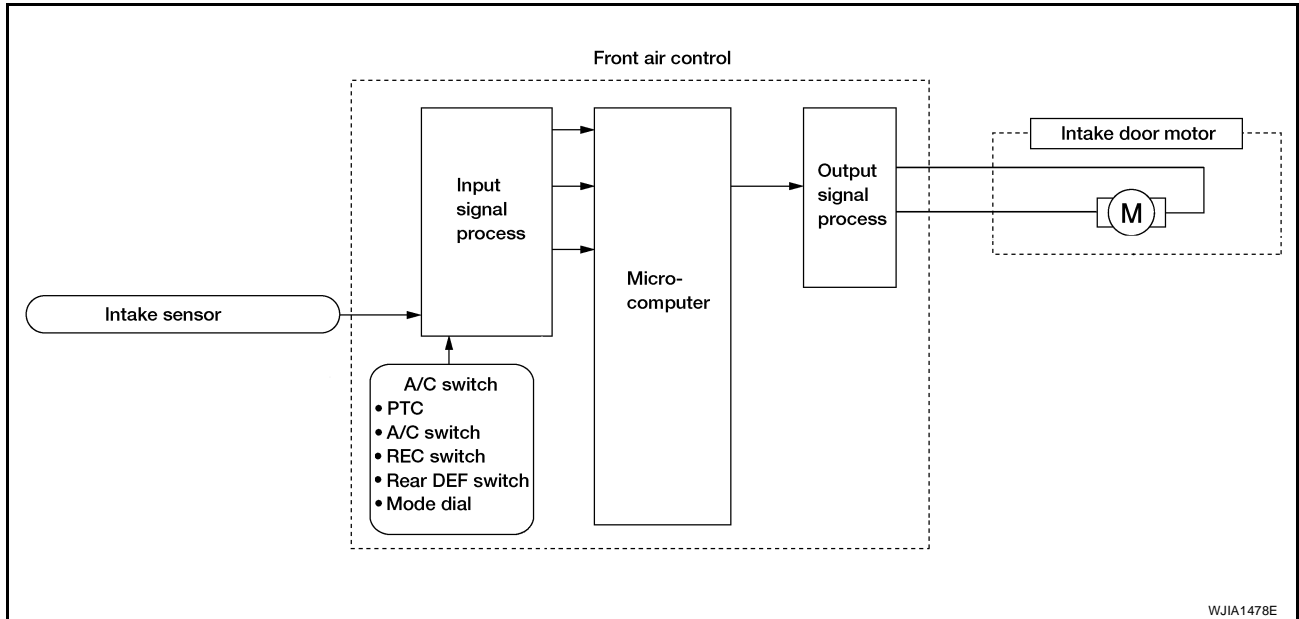 Front air control
Intake door motor
Input
signal
process
Output
signal
process
M
Micro-
computer
Intake sensor
A/C switch
• PTC
• A/C switch
• REC switch
• Rear DEF switch
• Mode dial
WJIA1478E